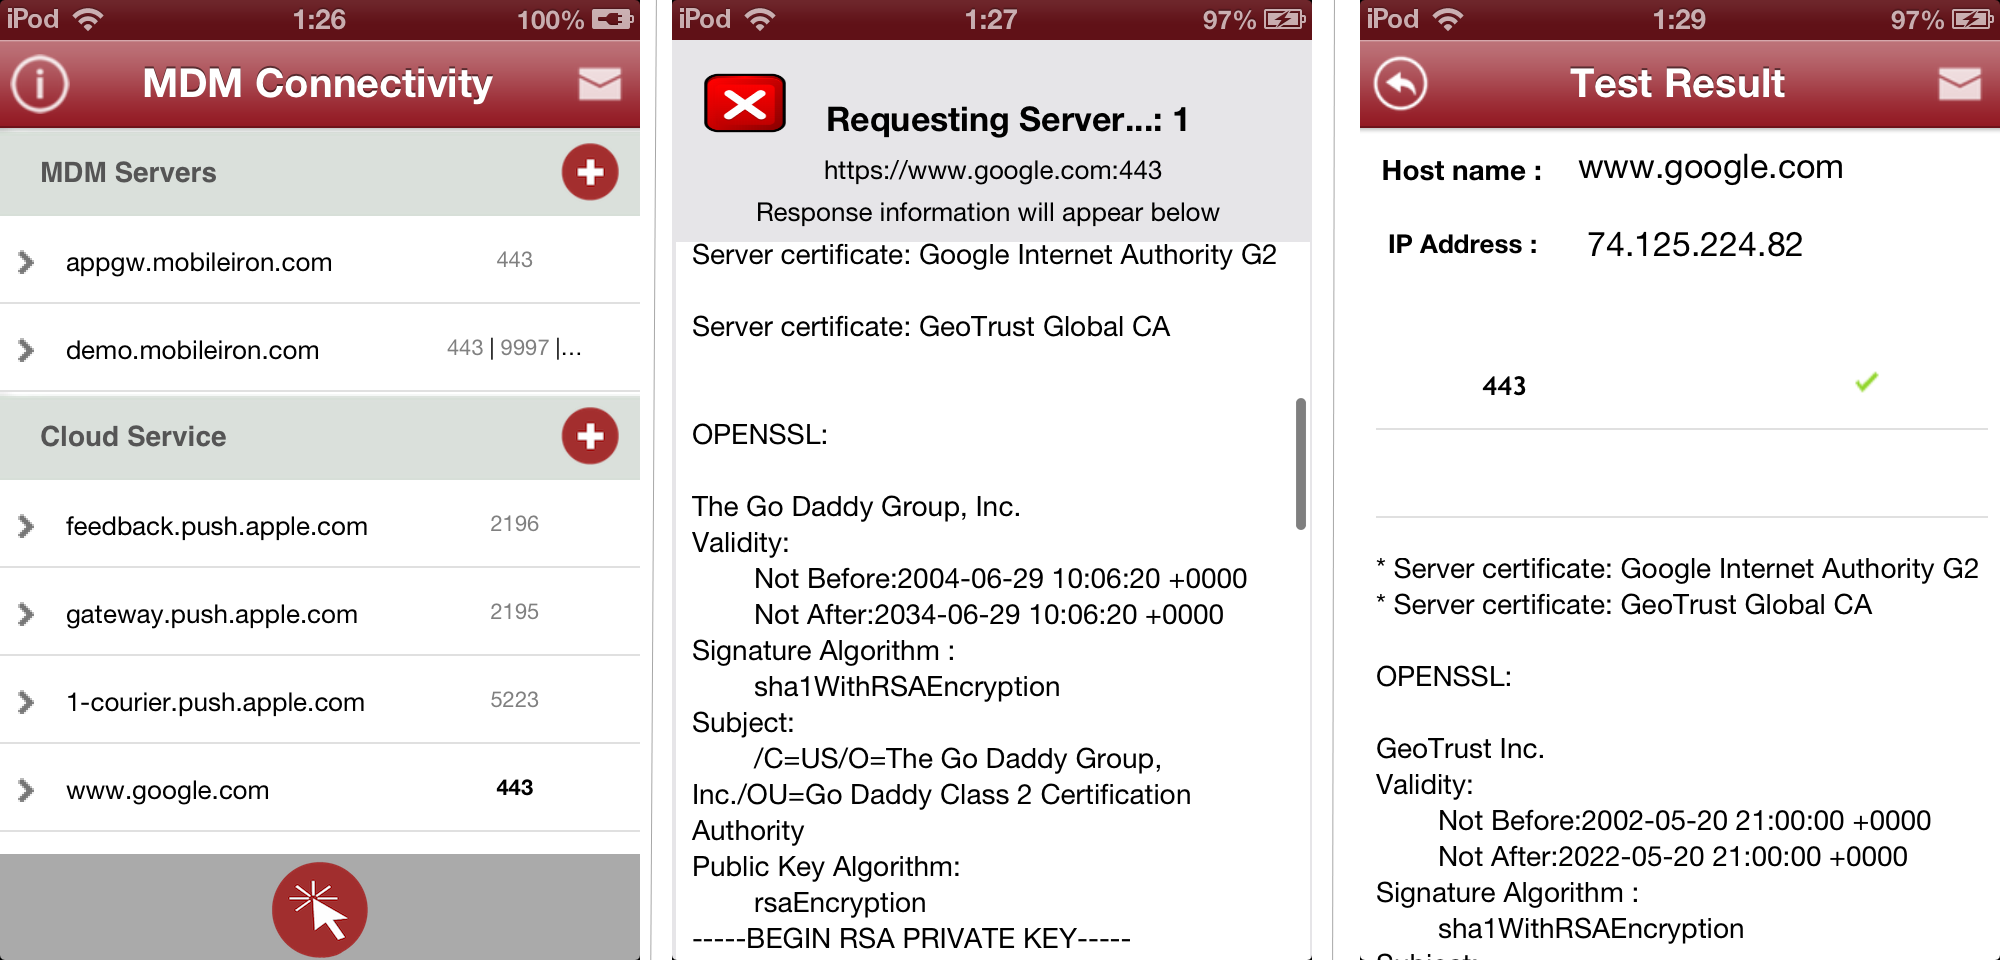 iPod 1:26 100%
MDM Connectivity
MDM Servers
appgw.mobileiron.com 443
demo.mobileiron.com 443 | 9997 |...
Cloud Service
feedback.push.apple.com 2196
gateway.push.apple.com 2195
1-courier.push.apple.com 5223
www.google.com 443
iPod 1:27 97%
Requesting Server...: 1
https://www.google.com:443
Response information will appear below
Server certificate: Google Internet Authority G2
Server certificate: GeoTrust Global CA
OPENSSL:
The Go Daddy Group, Inc.
Validity:
Not Before:2004-06-29 10:06:20 +0000
Not After:2034-06-29 10:06:20 +0000
Signature Algorithm :
sha1WithRSAEncryption
Subject:
/C=US/O=The Go Daddy Group,
Inc./OU=Go Daddy Class 2 Certification
Authority
Public Key Algorithm:
rsaEncryption
-----BEGIN RSA PRIVATE KEY-----
iPod 1:29 97%
Test Result
Host name : www.google.com
IP Address : 74.125.224.82
443
* Server certificate: Google Internet Authority G2
* Server certificate: GeoTrust Global CA
OPENSSL:
GeoTrust Inc.
Validity:
Not Before:2002-05-20 21:00:00 +0000
Not After:2022-05-20 21:00:00 +0000
Signature Algorithm :
sha1WithRSAEncryption